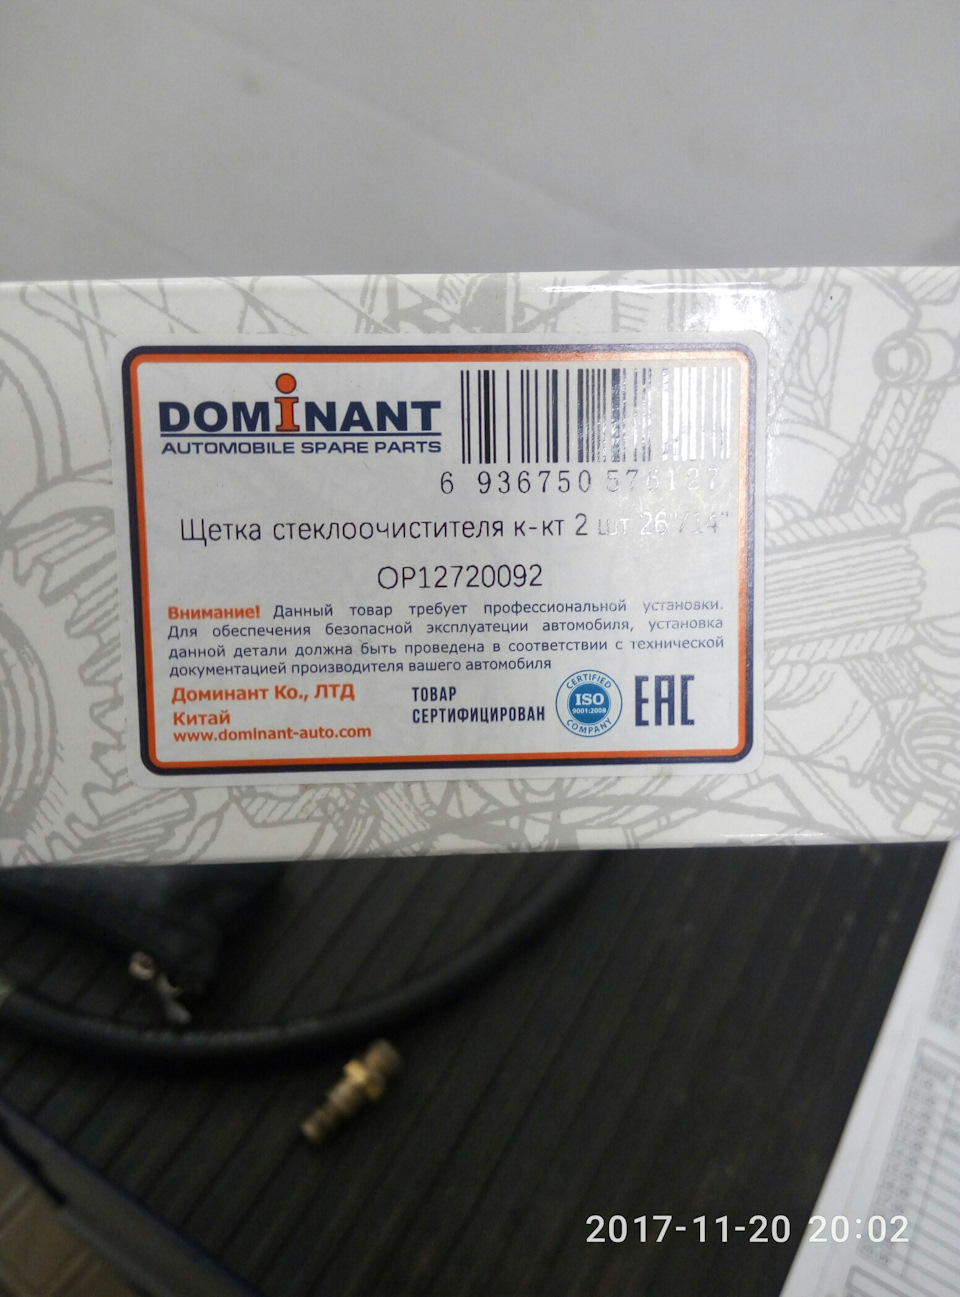 DOMiNANT
AUTOMOBILE SPARE PARTS
6 936750 576127
Щетка стеклоочистителя к-кт 2 шт 26"/14"
OP12720092
Внимание! Данный товар требует профессиональной установки.
Для обеспечения безопасной эксплуатеции автомобиля, установка
данной детали должна быть проведена в соответствии с технической
документацией производителя вашего автомобиля
Доминант Ко., ЛТД
Китай
www.dominant-auto.com
ТОВАР
СЕРТИФИЦИРОВАН
CERTIFIED
ISO
9001:2008
COMPANY
EAC
2017-11-20 20:02